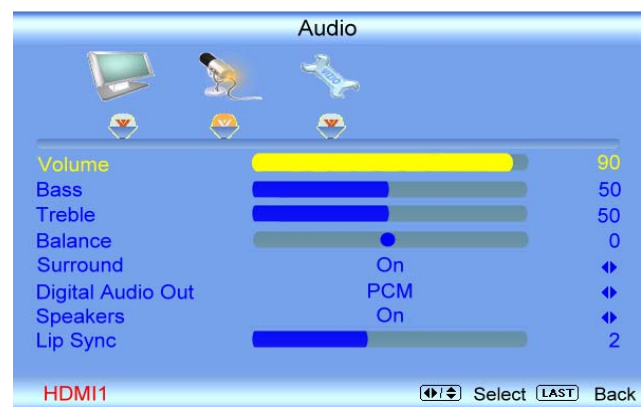 Audio
Volume 90
Bass 50
Treble 50
Balance 0
Surround On
Digital Audio Out PCM
Speakers On
Lip Sync 2
HDMI1 Select LAST Back